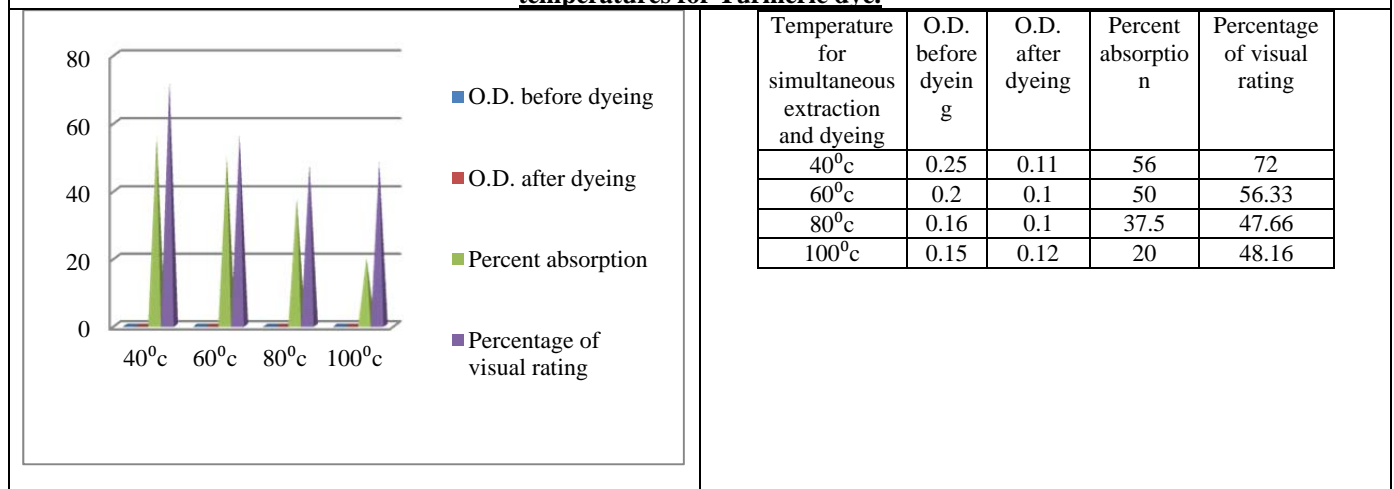 temperatures for Turmeric dye.
80
60
40
20
0
40⁰c 60⁰c 80⁰c 100⁰c
O.D. before dyeing
O.D. after dyeing
Percent absorption
Percentage of
visual rating
Temperature O.D. O.D. Percent Percentage
for before after absorptio of visual
simultaneous dyein dyeing n rating
extraction g
and dyeing
40⁰c 0.25 0.11 56 72
60⁰c 0.2 0.1 50 56.33
80⁰c 0.16 0.1 37.5 47.66
100⁰c 0.15 0.12 20 48.16